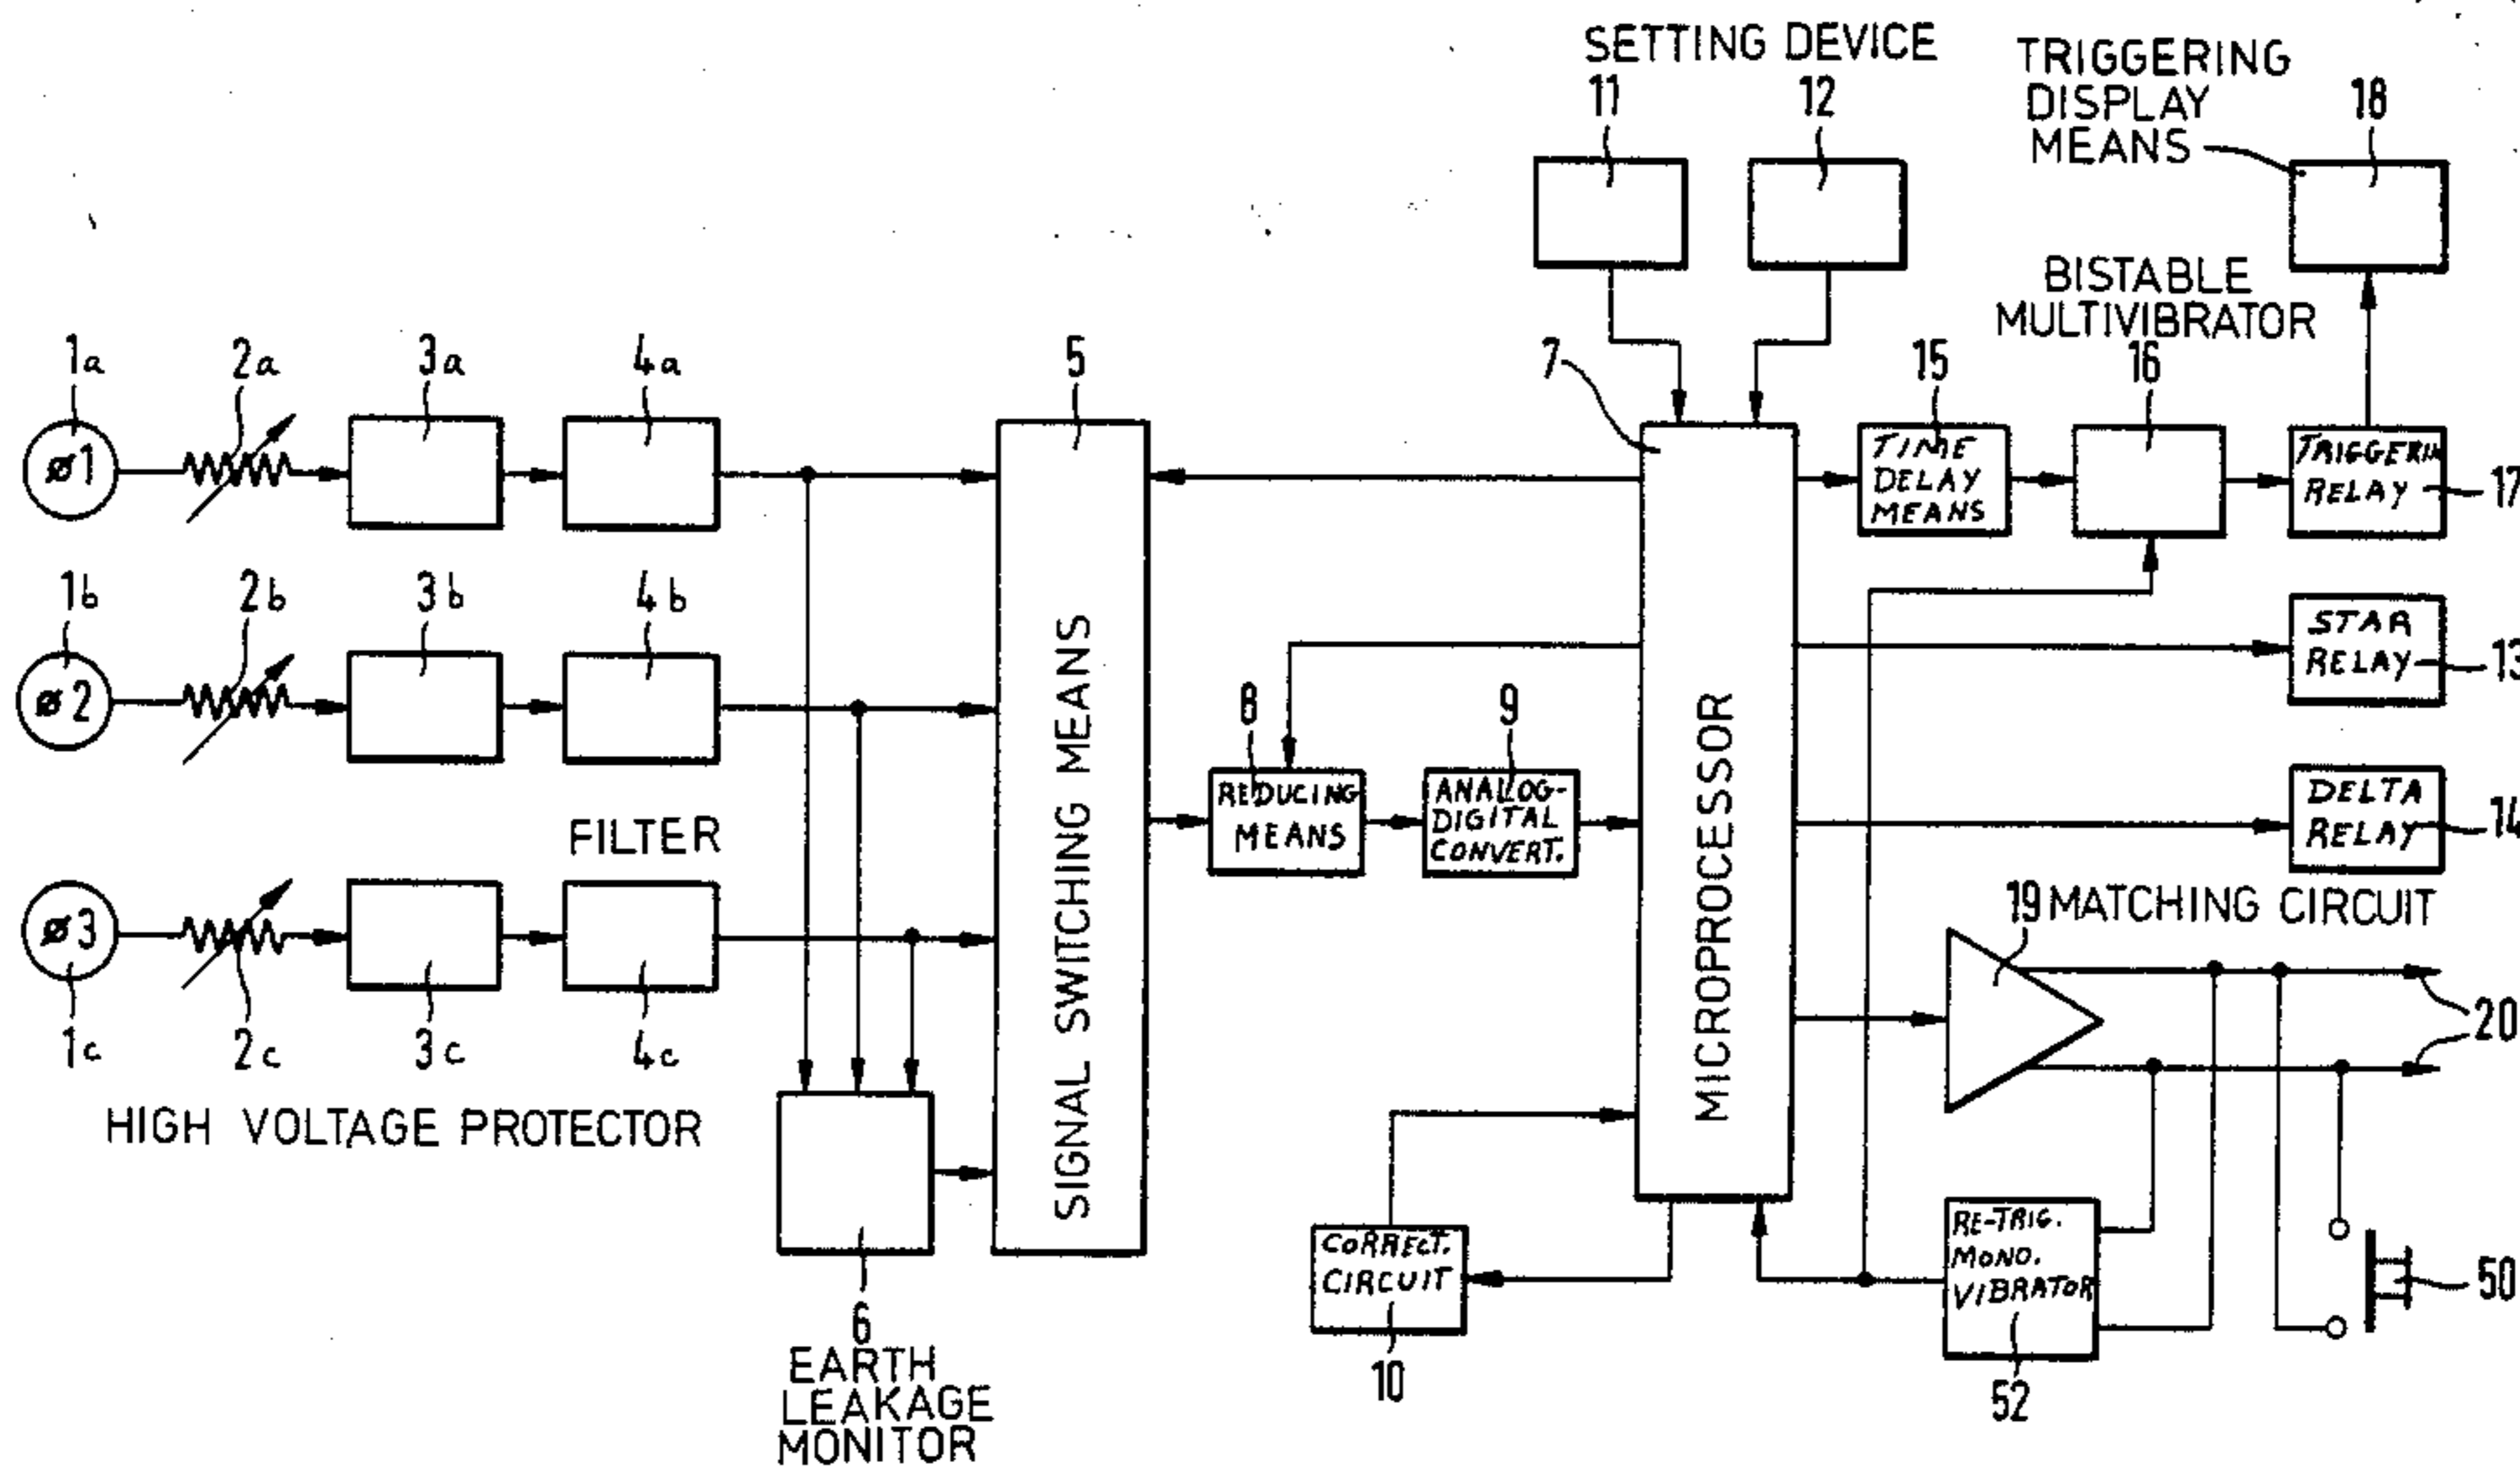 SETTING DEVICE
11
12
TRIGGERING
DISPLAY
MEANS
18
BISTABLE
MULTIVIBRATOR
1a
2a
3a
4a
5
7
15
16
ø1
TIME
DELAY
MEANS
TRIGGERIN
RELAY
17
1b
2b
3b
4b
ø2
STAR
RELAY
13
8
9
REDUCING
MEANS
ANALOG-
DIGITAL
CONVERT.
DELTA
RELAY
14
FILTER
SIGNAL SWITCHING MEANS
MICROPROCESSOR
19 MATCHING CIRCUIT
ø3
1c
2c
3c
4c
20
HIGH VOLTAGE PROTECTOR
CORRECT.
CIRCUIT
10
RE-TRIG.
MONO.
VIBRATOR
52
50
6
EARTH
LEAKAGE
MONITOR